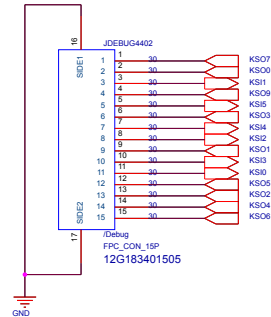 JDEBUG4402
16
SIDE1
1 1 30 KSO7
2 2 30 KSO0
3 3 30 KSI1
4 4 30 KSO9
5 5 30 KSI5
6 6 30 KSO3
7 7 30 KSI4
8 8 30 KSI2
9 9 30 KSO1
10 10 30 KSI3
11 11 30 KSI0
12 12 30 KSO5
13 13 30 KSO2
14 14 30 KSO4
15 15 30 KSO6
SIDE2
17
/Debug
FPC_CON_15P
12G183401505
GND